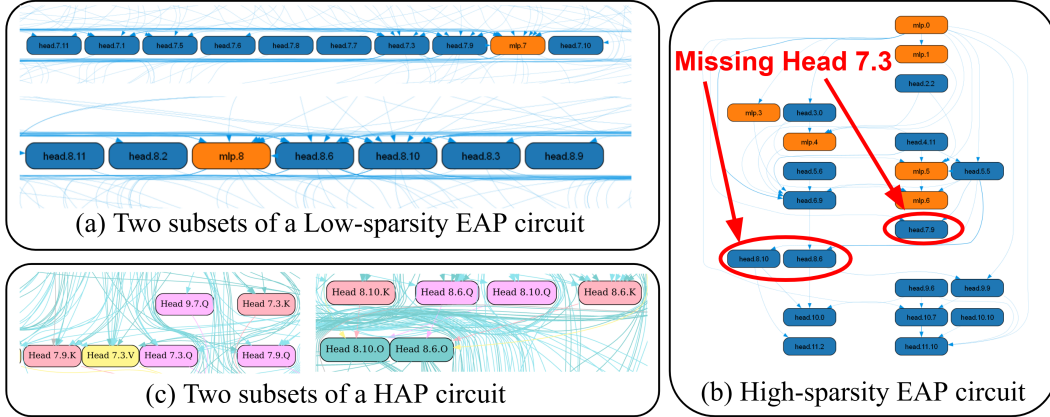 head.7.11 head.7.1 head.7.5 head.7.6 head.7.8 head.7.7 head.7.3 head.7.9 mlp.7 head.7.10
head.8.11 head.8.2 mlp.8 head.8.6 head.8.10 head.8.3 head.8.9
(a) Two subsets of a Low-sparsity EAP circuit
Head 9.7.Q Head 7.3.K
Head 7.9.K Head 7.3.V Head 7.3.Q Head 7.9.Q
Head 8.10.K Head 8.6.Q Head 8.10.Q Head 8.6.K
Head 8.10.O Head 8.6.O
(c) Two subsets of a HAP circuit
mlp.0
mlp.1
Missing Head 7.3
head.2.2
mlp.3 head.3.0
mlp.4 head.4.11
head.5.6 mlp.5 head.5.5
head.6.9 mlp.6
head.7.9
head.8.10 head.8.6
head.9.6 head.9.9
head.10.0 head.10.7 head.10.10
head.11.2 head.11.10
(b) High-sparsity EAP circuit